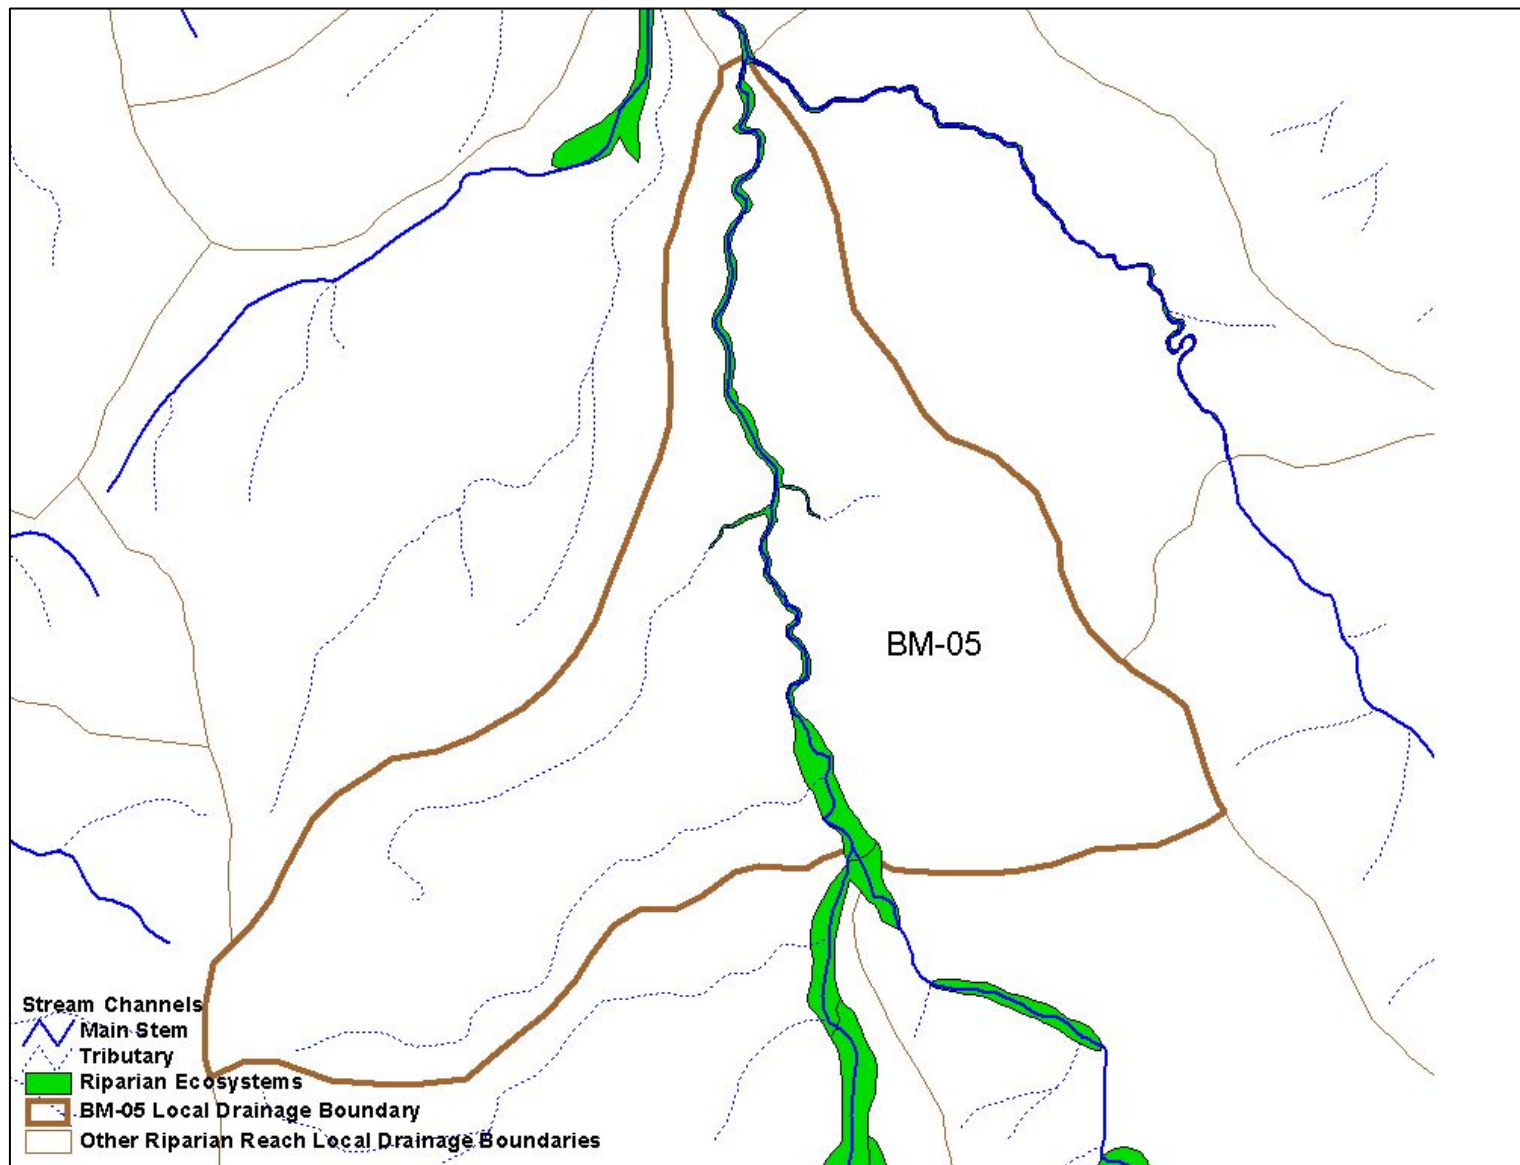 BM-05
Stream Channels
Main Stem
Tributary
Riparian Ecosystems
BM-05 Local Drainage Boundary
Other Riparian Reach Local Drainage Boundaries